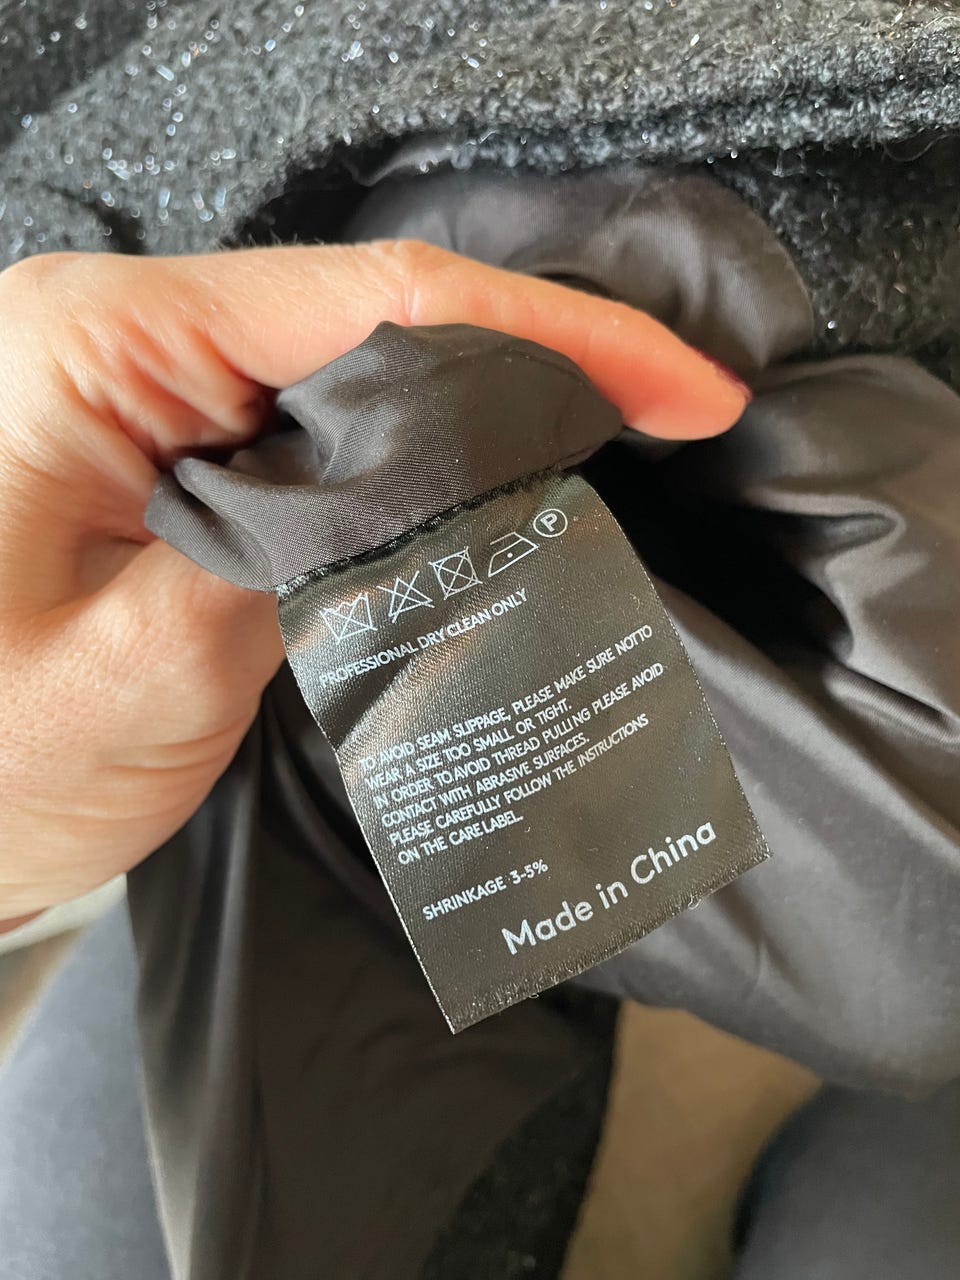 P
PROFESSIONAL DRY CLEAN ONLY
TO AVOID SEAM SLIPPAGE, PLEASE MAKE SURE NOTTO
WEAR A SIZE TOO SMALL OR TIGHT.
IN ORDER TO AVOID THREAD PULLING PLEASE AVOID
CONTACT WITH ABRASIVE SURFACES.
PLEASE CAREFULLY FOLLOW THE INSTRUCTIONS
ON THE CARE LABEL.
SHRINKAGE 3-5%
Made in China